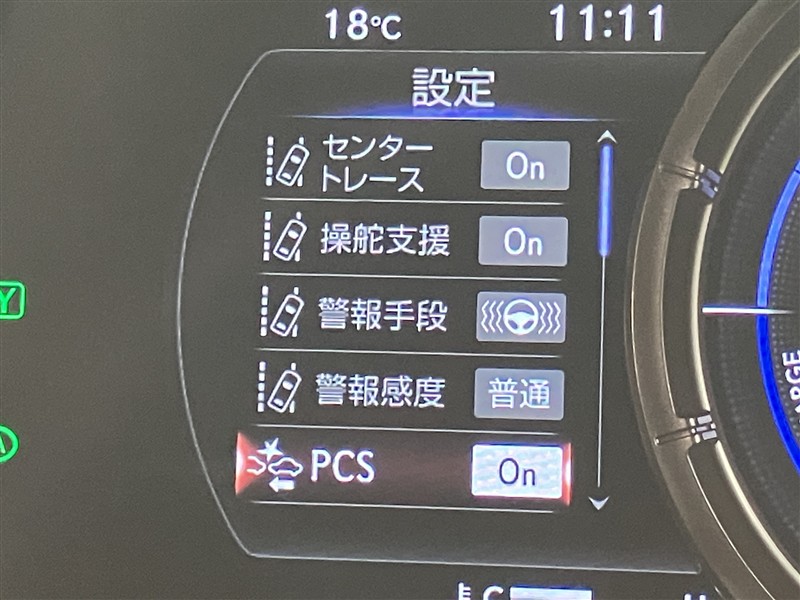 18℃
11:11
設定
センター
トレース
On
操舵支援
On
警報手段
警報感度
普通
PCS
On
C